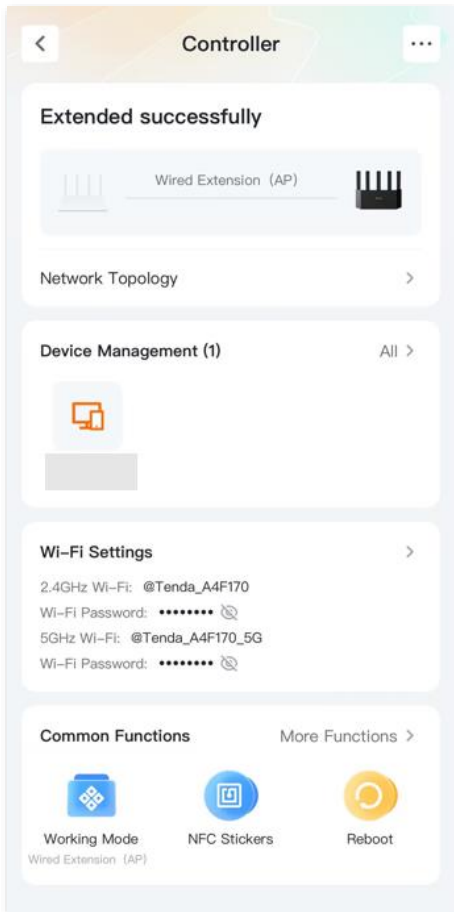 Controller
Extended successfully
Wired Extension (AP)
Network Topology
Device Management (1) All
Wi-Fi Settings
2.4GHz Wi-Fi: @Tenda_A4F170
Wi-Fi Password: ••••••••
5GHz Wi-Fi: @Tenda_A4F170_5G
Wi-Fi Password: ••••••••
Common Functions More Functions
Working Mode NFC Stickers Reboot
Wired Extension (AP)